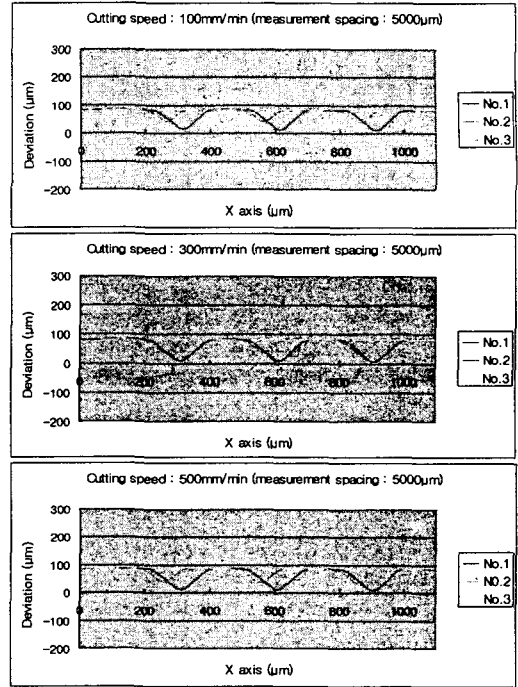 Cutting speed : 100mm/min (measurement spacing : 5000μm)
300
200
100
0
-100
-200
Deviation (μm)
0 200 400 600 800 1000
X axis (μm)
No.1
No.2
No.3
Cutting speed : 300mm/min (measurement spacing : 5000μm)
300
200
100
0
-100
-200
Deviation (μm)
0 200 400 600 800 1000
X axis (μm)
No.1
No.2
No.3
Cutting speed : 500mm/min (measurement spacing : 5000μm)
300
200
100
0
-100
-200
Deviation (μm)
0 200 400 600 800 1000
X axis (μm)
No.1
N0.2
No.3